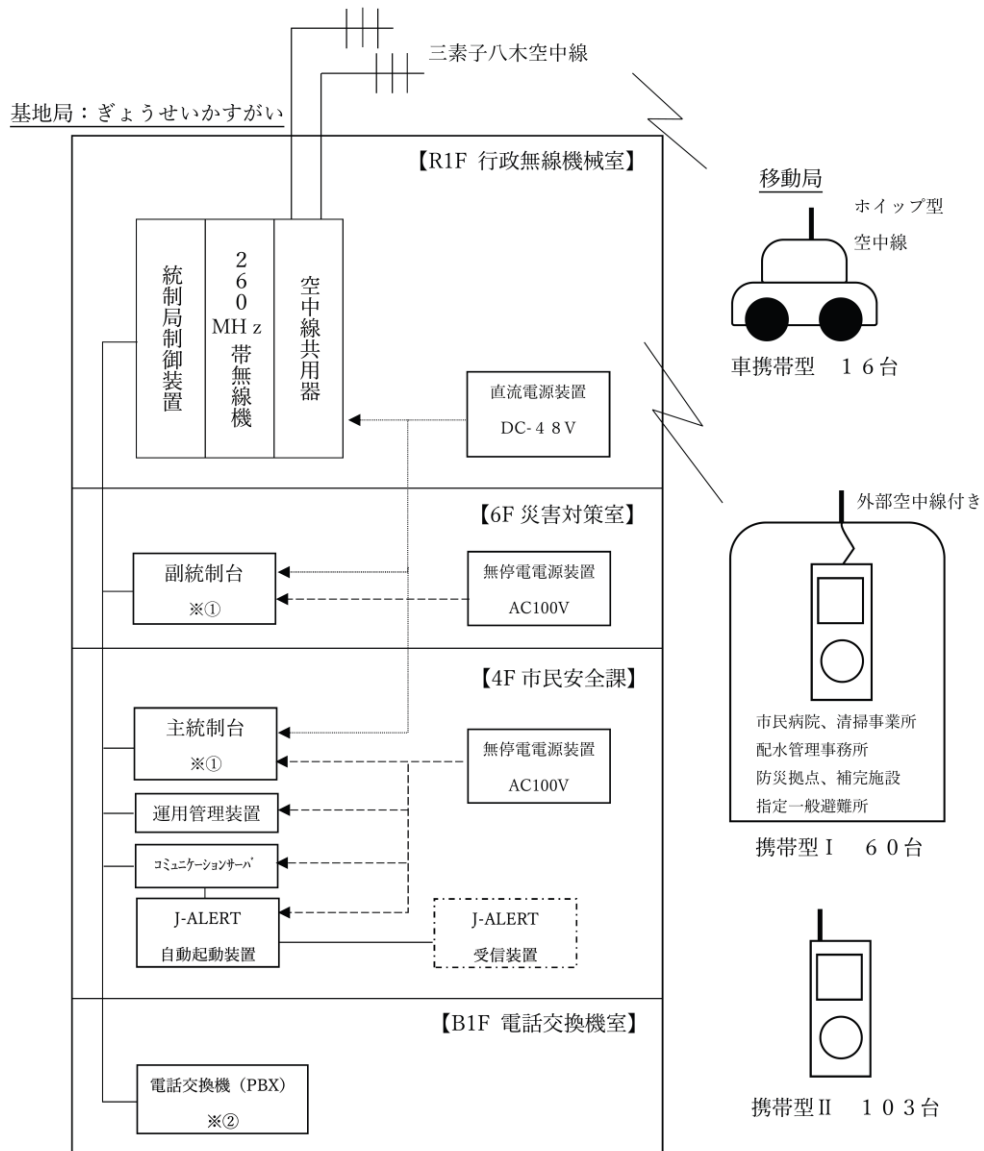 三素子八木空中線
基地局：ぎょうせいかすがい
【R1F 行政無線機械室】
統制局制御装置
260MHz帯無線機
空中線共用器
直流電源装置
DC-４８V
【6F 災害対策室】
副統制台
※①
無停電電源装置
AC100V
【4F 市民安全課】
主統制台
※①
無停電電源装置
AC100V
運用管理装置
ｺﾐｭﾆｹｰｼｮﾝｻｰﾊﾞ
J-ALERT
自動起動装置
J-ALERT
受信装置
【B1F 電話交換機室】
電話交換機（PBX）
※②
移動局
ホイップ型
空中線
車携帯型　１６台
外部空中線付き
市民病院、清掃事業所
配水管理事務所
防災拠点、補完施設
指定一般避難所
携帯型Ⅰ　６０台
携帯型Ⅱ　１０３台